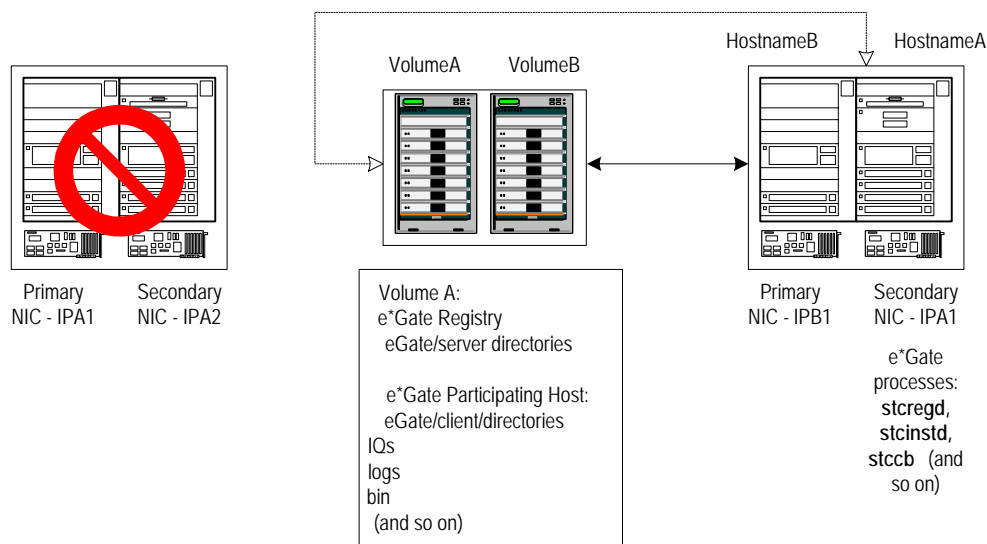 HostnameB HostnameA
VolumeA VolumeB
Primary
NIC - IPA1
Secondary
NIC - IPA2
Volume A:
e*Gate Registry
eGate/server directories
e*Gate Participating Host:
eGate/client/directories
IQs
logs
bin
(and so on)
Primary
NIC - IPB1
Secondary
NIC - IPA1
e*Gate
processes:
stcregd,
stcinstd,
stccb (and
so on)